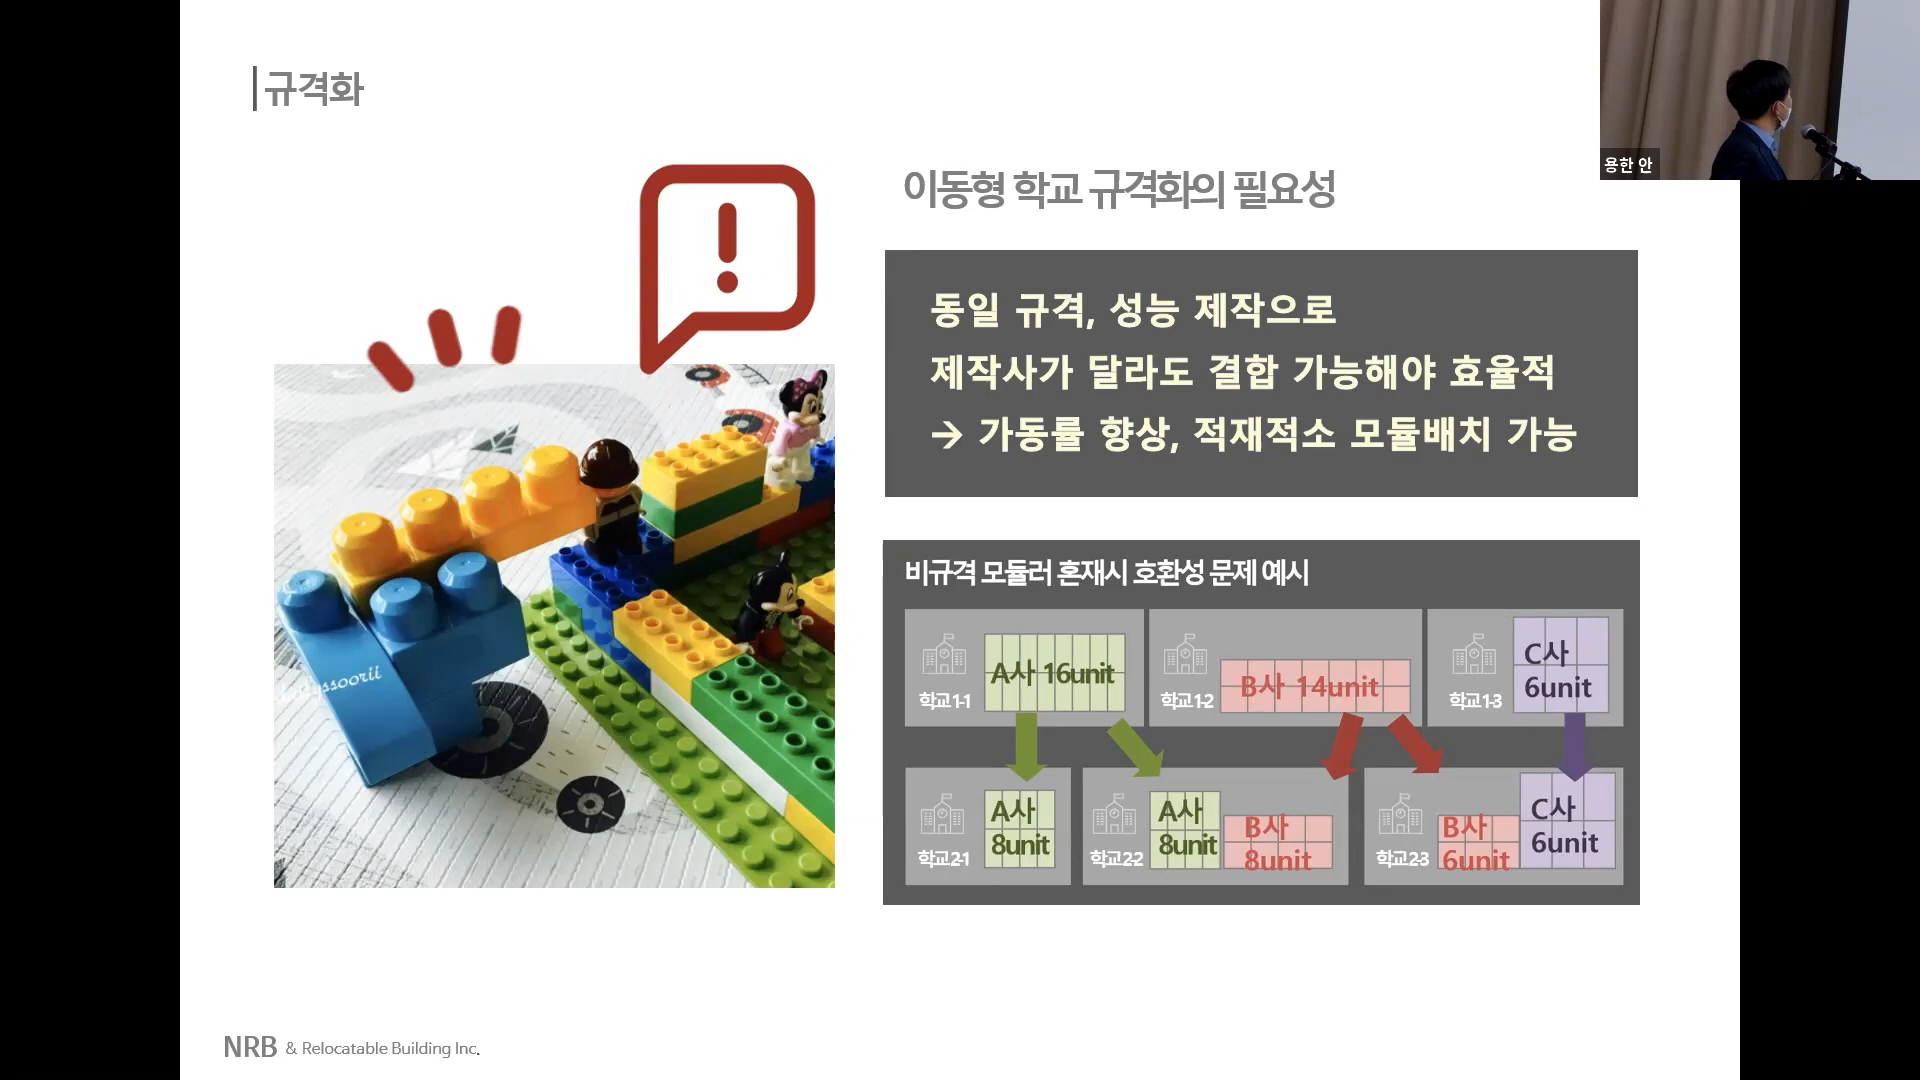 규격화
용한 안
이동형 학교 규격화의 필요성
동일 규격, 성능 제작으로
제작사가 달라도 결합 가능해야 효율적
→ 가동률 향상, 적재적소 모듈배치 가능
비규격 모듈러 혼재시 호환성 문제 예시
학교1-1
A사 16unit
학교1-2
B사 14unit
학교1-3
C사
6unit
학교2-1
A사
8unit
학교2-2
A사
8unit
B사
8unit
학교2-3
B사
6unit
C사
6unit
NRB & Relocatable Building Inc.